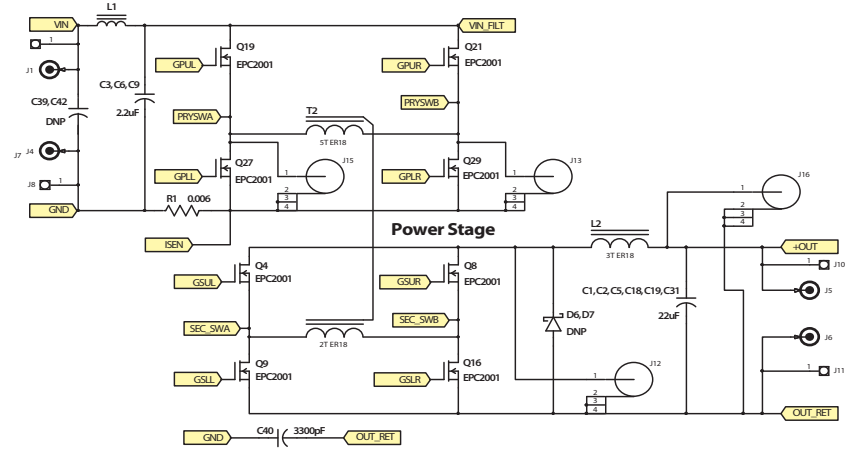 L1
VIN
VIN_FILT
1
Q19
Q21
GPUL
EPC2001
GPUR
EPC2001
J1
C3, C6, C9
C39, C42
2.2uF
PRYSWA
T2
PRYSWB
DNP
5T ER18
J7
J4
Q27
J15
Q29
J13
GPLL
EPC2001
1
GPLR
EPC2001
1
J16
J8
1
R1
0.006
2
3
4
2
3
4
1
GND
2
3
4
Power Stage
L2
ISEN
3T ER18
+OUT
Q4
Q8
1
J10
GSUL
EPC2001
GSUR
EPC2001
C1, C2, C5, C18, C19, C31
J5
22uF
SEC_SWA
SEC_SWB
D6, D7
DNP
J6
2T ER18
Q9
Q16
J12
GSLL
EPC2001
GSLR
EPC2001
1
1
J11
2
3
4
OUT_RET
GND
C40
3300pF
OUT_RET